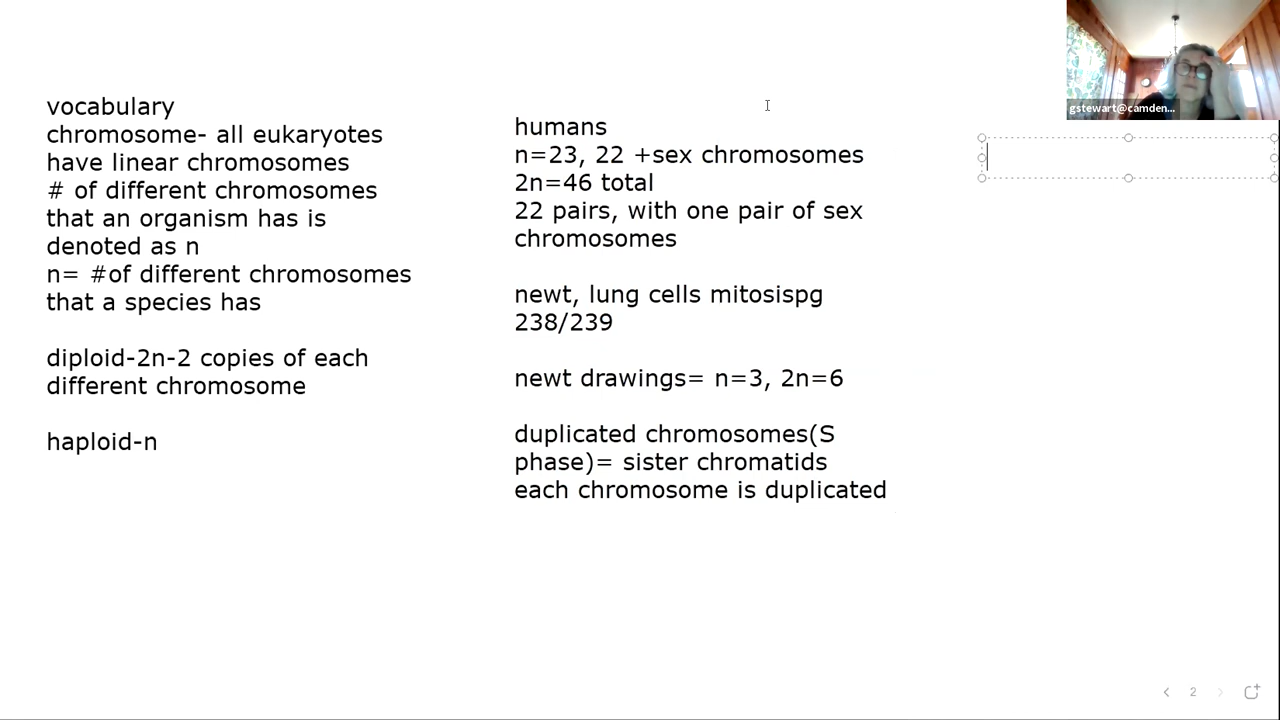 vocabulary
chromosome- all eukaryotes
have linear chromosomes
# of different chromosomes
that an organism has is
denoted as n
n= #of different chromosomes
that a species has
diploid-2n-2 copies of each
different chromosome
haploid-n
humans
n=23, 22 +sex chromosomes
2n=46 total
22 pairs, with one pair of sex
chromosomes
newt, lung cells mitosispg
238/239
newt drawings= n=3, 2n=6
duplicated chromosomes(S
phase)= sister chromatids
each chromosome is duplicated
gstewart@camden...
2